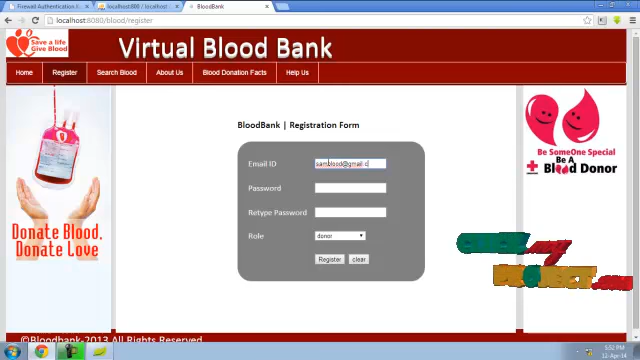 Firewall Authentication
localhost:800
BloodBank
localhost:8080/blood/register
Save a life
Give Blood
Virtual Blood Bank
Home
Register
Search Blood
About Us
Blood Donation Facts
Help Us
BloodBank | Registration Form
Email ID
samblood@gmail.c
Password
Retype Password
Role
donor
Register
clear
Donate Blood,
Donate Love
Be SomeOne Special
Be A
Blood Donor
©Bloodbank-2013 All Rights Reserved.
5:52 PM
12-Apr-14